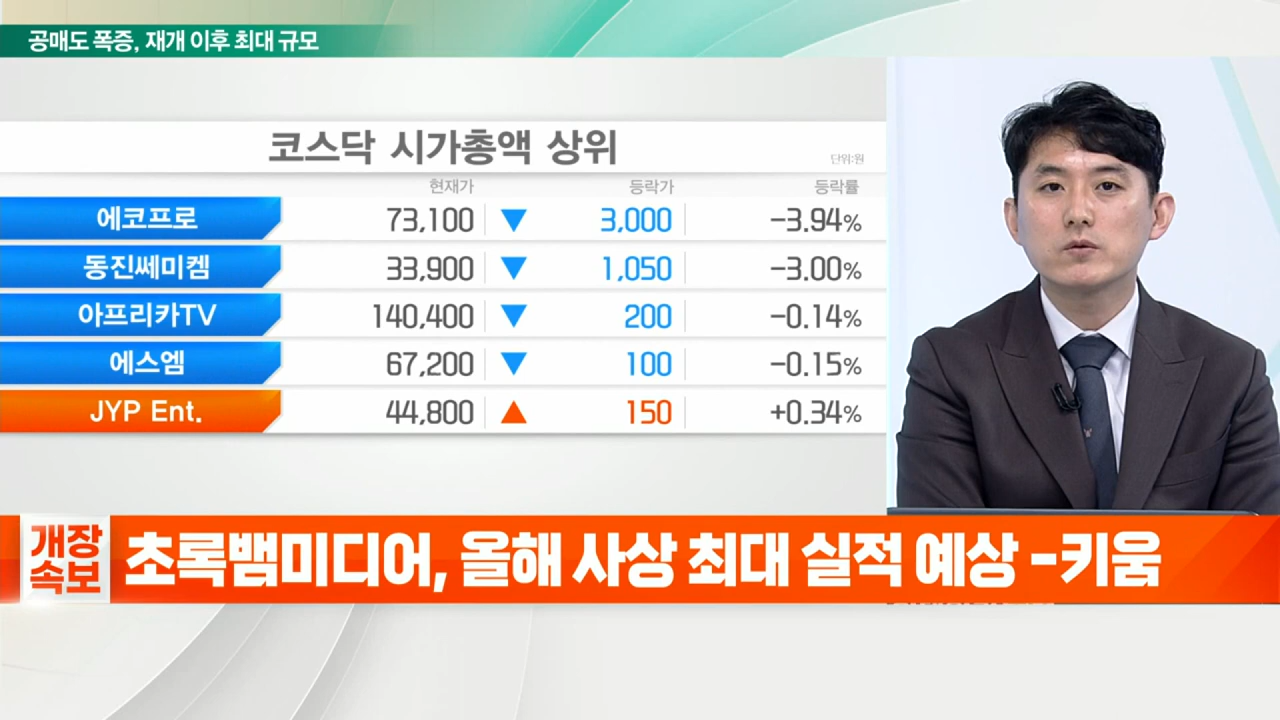 공매도 폭증, 재개 이후 최대 규모
코스닥 시가총액 상위
단위:원
현재가 등락가 등락률
에코프로 73,100 ▼ 3,000 -3.94%
동진쎄미켐 33,900 ▼ 1,050 -3.00%
아프리카TV 140,400 ▼ 200 -0.14%
에스엠 67,200 ▼ 100 -0.15%
JYP Ent. 44,800 ▲ 150 +0.34%
개장
속보
초록뱀미디어, 올해 사상 최대 실적 예상 -키움